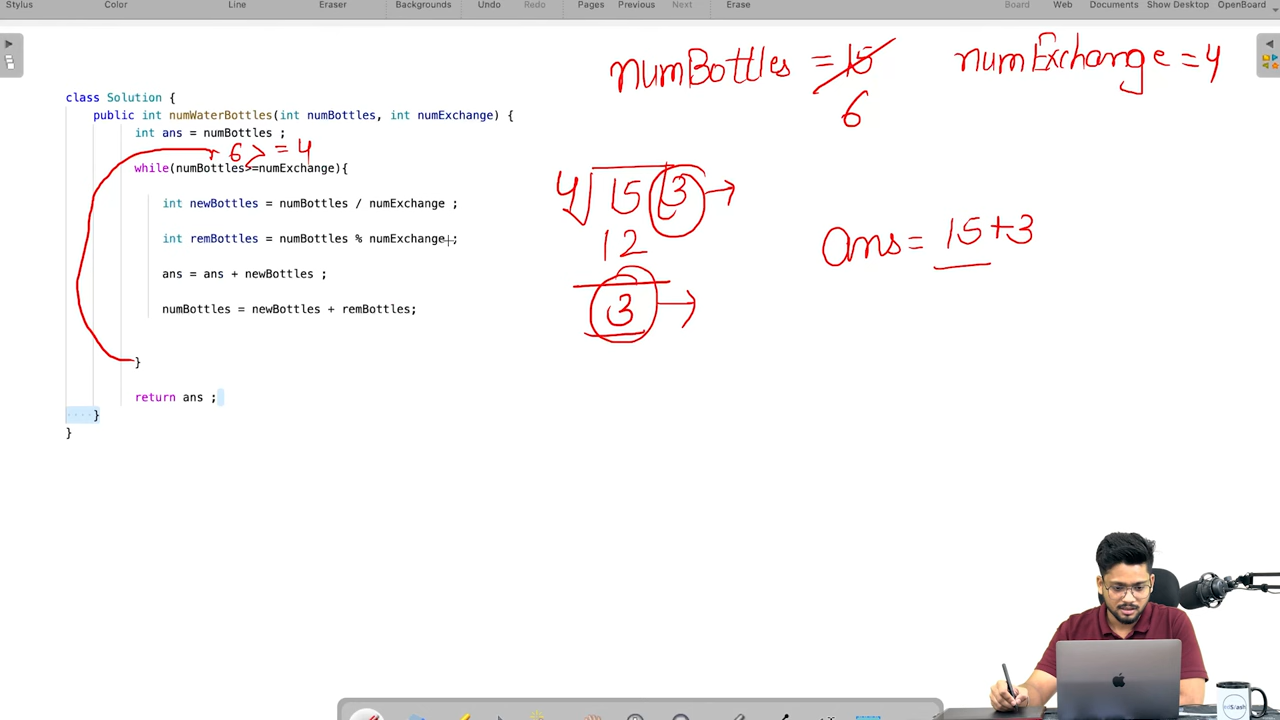 Stylus Color Line Eraser Backgrounds Undo Redo Pages Previous Next Erase Board Web Documents Show Desktop OpenBoard
numBottles = 15 numExchange = 4
6
class Solution {
public int numWaterBottles(int numBottles, int numExchange) {
int ans = numBottles ;
6 >= 4
while(numBottles>=numExchange){
int newBottles = numBottles / numExchange ;
int remBottles = numBottles % numExchange ;
ans = ans + newBottles ;
numBottles = newBottles + remBottles;
}
return ans ;
}
}
4 15 3
12
3
ans = 15+3